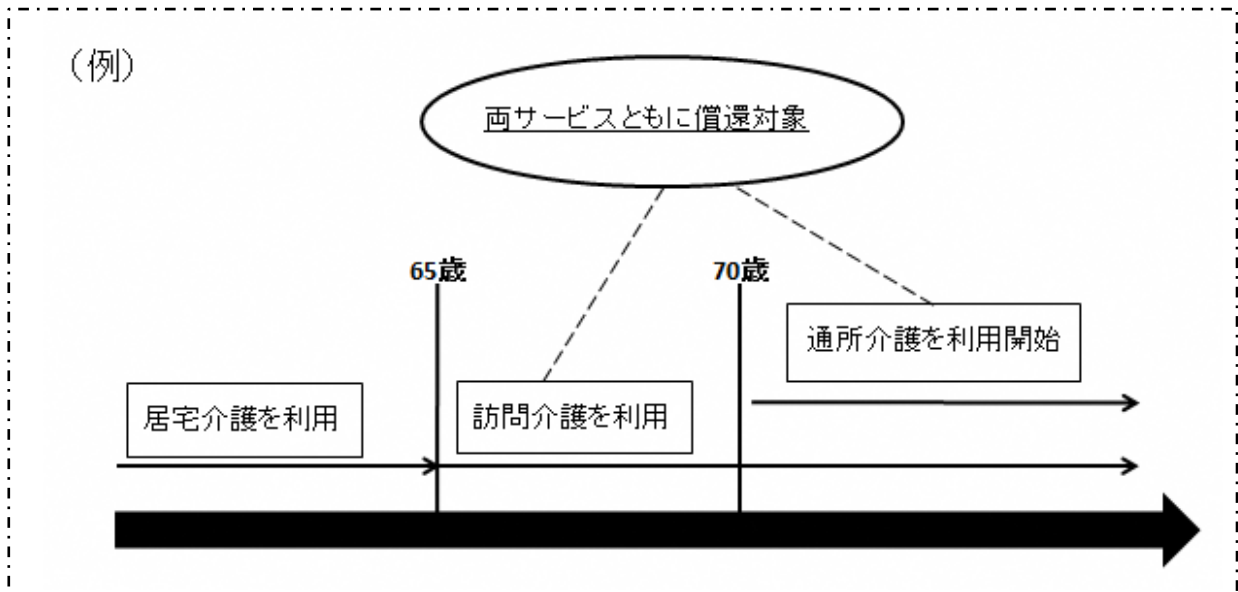 (例)
両サービスともに償還対象
65歳
70歳
通所介護を利用開始
居宅介護を利用
訪問介護を利用